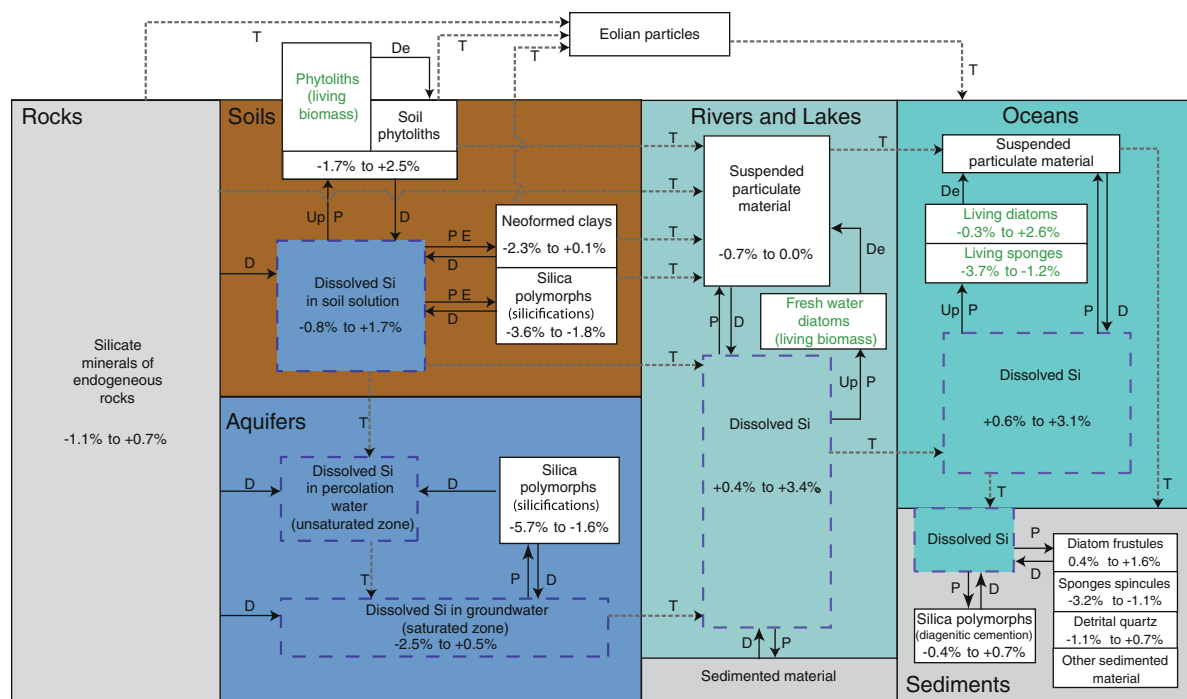 Eolian particles
T
T
T
T
De
Phytoliths
(living
biomass)
Soil
phytoliths
-1.7% to +2.5%
Rocks
Soils
Rivers and Lakes
Oceans
Silicate
minerals of
endogeneous
rocks
-1.1% to +0.7%
Up
P
D
D
Dissolved Si
in soil solution
-0.8% to +1.7%
P E
D
P E
D
Neoformed clays
-2.3% to +0.1%
Silica
polymorphs
(silicifications)
-3.6% to -1.8%
T
T
T
T
T
T
Aquifers
Dissolved Si
in percolation
water
(unsaturated zone)
D
D
Silica
polymorphs
(silicifications)
-5.7% to -1.6%
T
P
D
D
Dissolved Si in groundwater
(saturated zone)
-2.5% to +0.5%
T
Suspended
particulate
material
-0.7% to 0.0%
De
P
D
Fresh water
diatoms
(living biomass)
Up
P
Dissolved Si
+0.4% to +3.4%
D
P
Sedimented material
T
T
Suspended
particulate material
De
Living diatoms
-0.3% to +2.6%
Living sponges
-3.7% to -1.2%
Up
P
P
D
Dissolved Si
+0.6% to +3.1%
T
T
Dissolved Si
P
D
P
D
Silica polymorphs
(diagenitic cemention)
-0.4% to +0.7%
Diatom frustules
0.4% to +1.6%
Sponges spincules
-3.2% to -1.1%
Detrital quartz
-1.1% to +0.7%
Other sedimented
material
Sediments